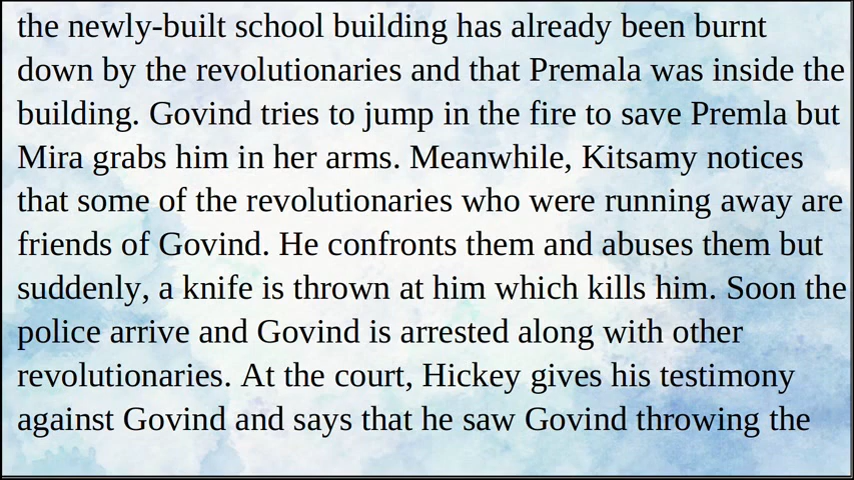 the newly-built school building has already been burnt
down by the revolutionaries and that Premala was inside the
building. Govind tries to jump in the fire to save Premla but
Mira grabs him in her arms. Meanwhile, Kitsamy notices
that some of the revolutionaries who were running away are
friends of Govind. He confronts them and abuses them but
suddenly, a knife is thrown at him which kills him. Soon the
police arrive and Govind is arrested along with other
revolutionaries. At the court, Hickey gives his testimony
against Govind and says that he saw Govind throwing the